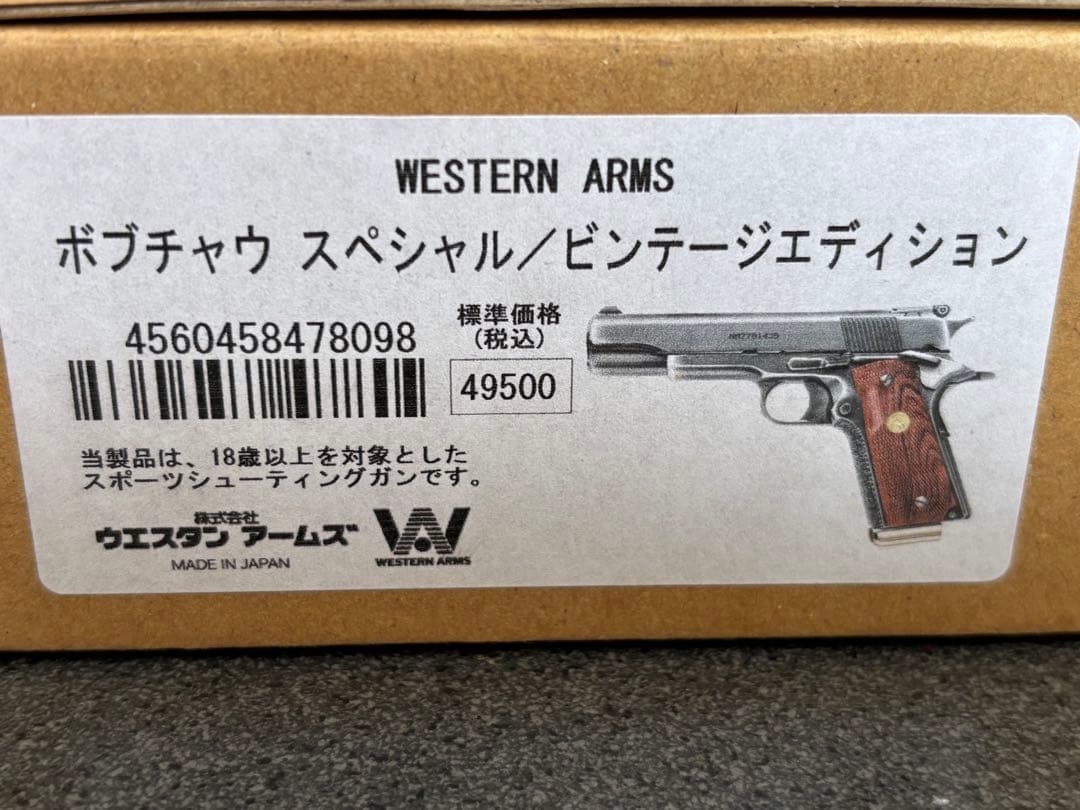 WESTERN ARMS
ボブチャウ スペシャル／ビンテージエディション
4560458478098
標準価格
(税込)
49500
当製品は、18歳以上を対象とした
スポーツシューティングガンです。
株式会社
ウエスタン アームズ
MADE IN JAPAN
WESTERN ARMS